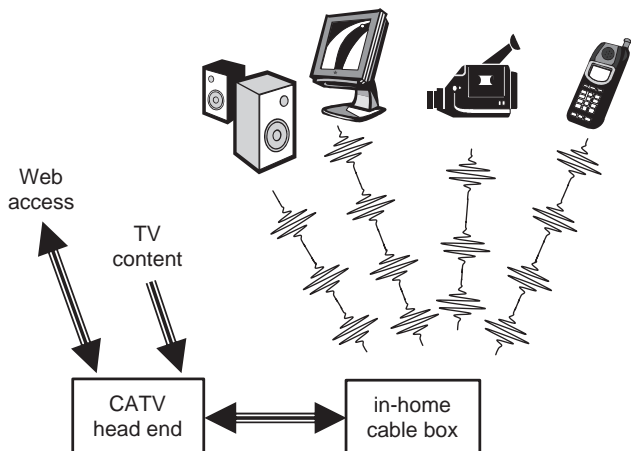 Web
access
TV
content
CATV
head end
in-home
cable box